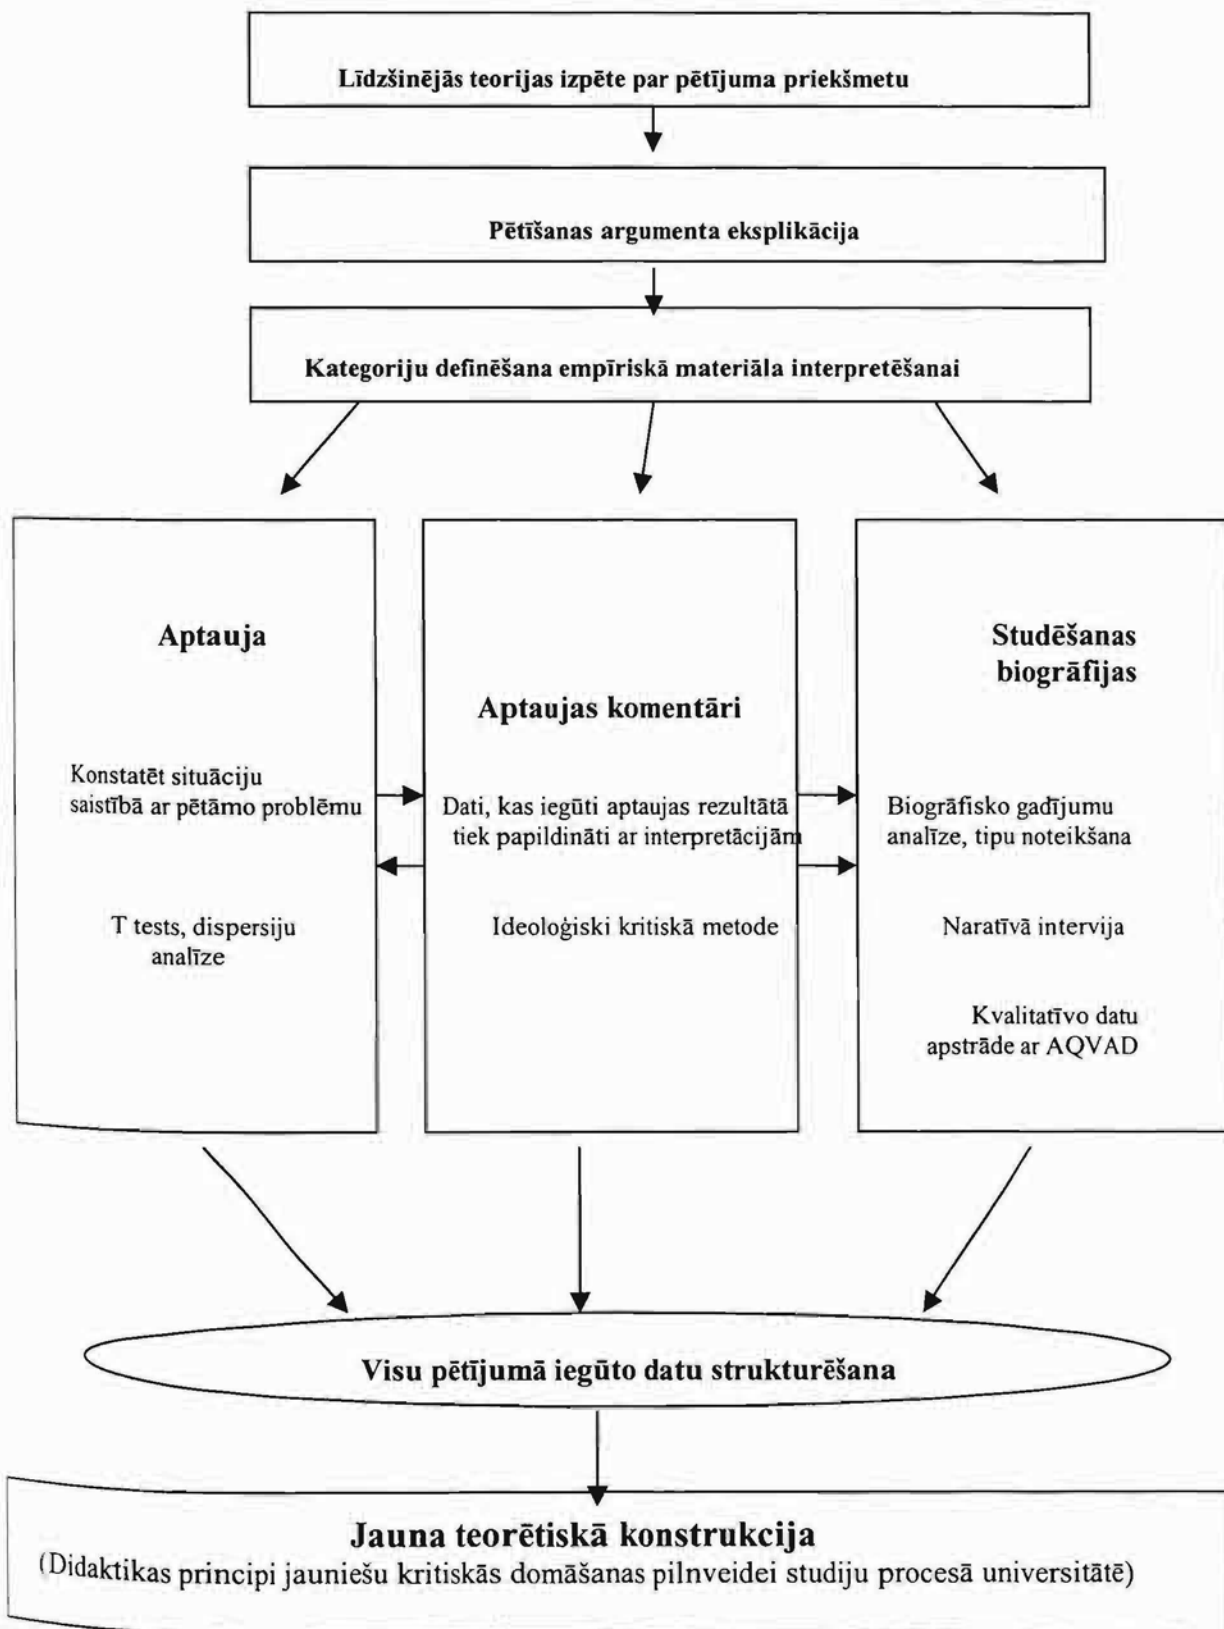 Līdzšinējās teorijas izpēte par pētījuma priekšmetu
Pētīšanas argumenta eksplikācija
Kategoriju definēšana empīriskā materiāla interpretēšanai
Aptauja
Konstatēt situāciju
saistībā ar pētāmo problēmu
T tests, dispersiju
analīze
Aptaujas komentāri
Dati, kas iegūti aptaujas rezultātā
tiek papildināti ar interpretācijām
Ideoloģiski kritiskā metode
Studēšanas
biogrāfijas
Biogrāfisko gadījumu
analīze, tipu noteikšana
Naratīvā intervija
Kvalitatīvo datu
apstrāde ar AQVAD
Visu pētījumā iegūto datu strukturēšana
Jauna teorētiskā konstrukcija
(Didaktikas principi jauniešu kritiskās domāšanas pilnveidei studiju procesā universitātē)